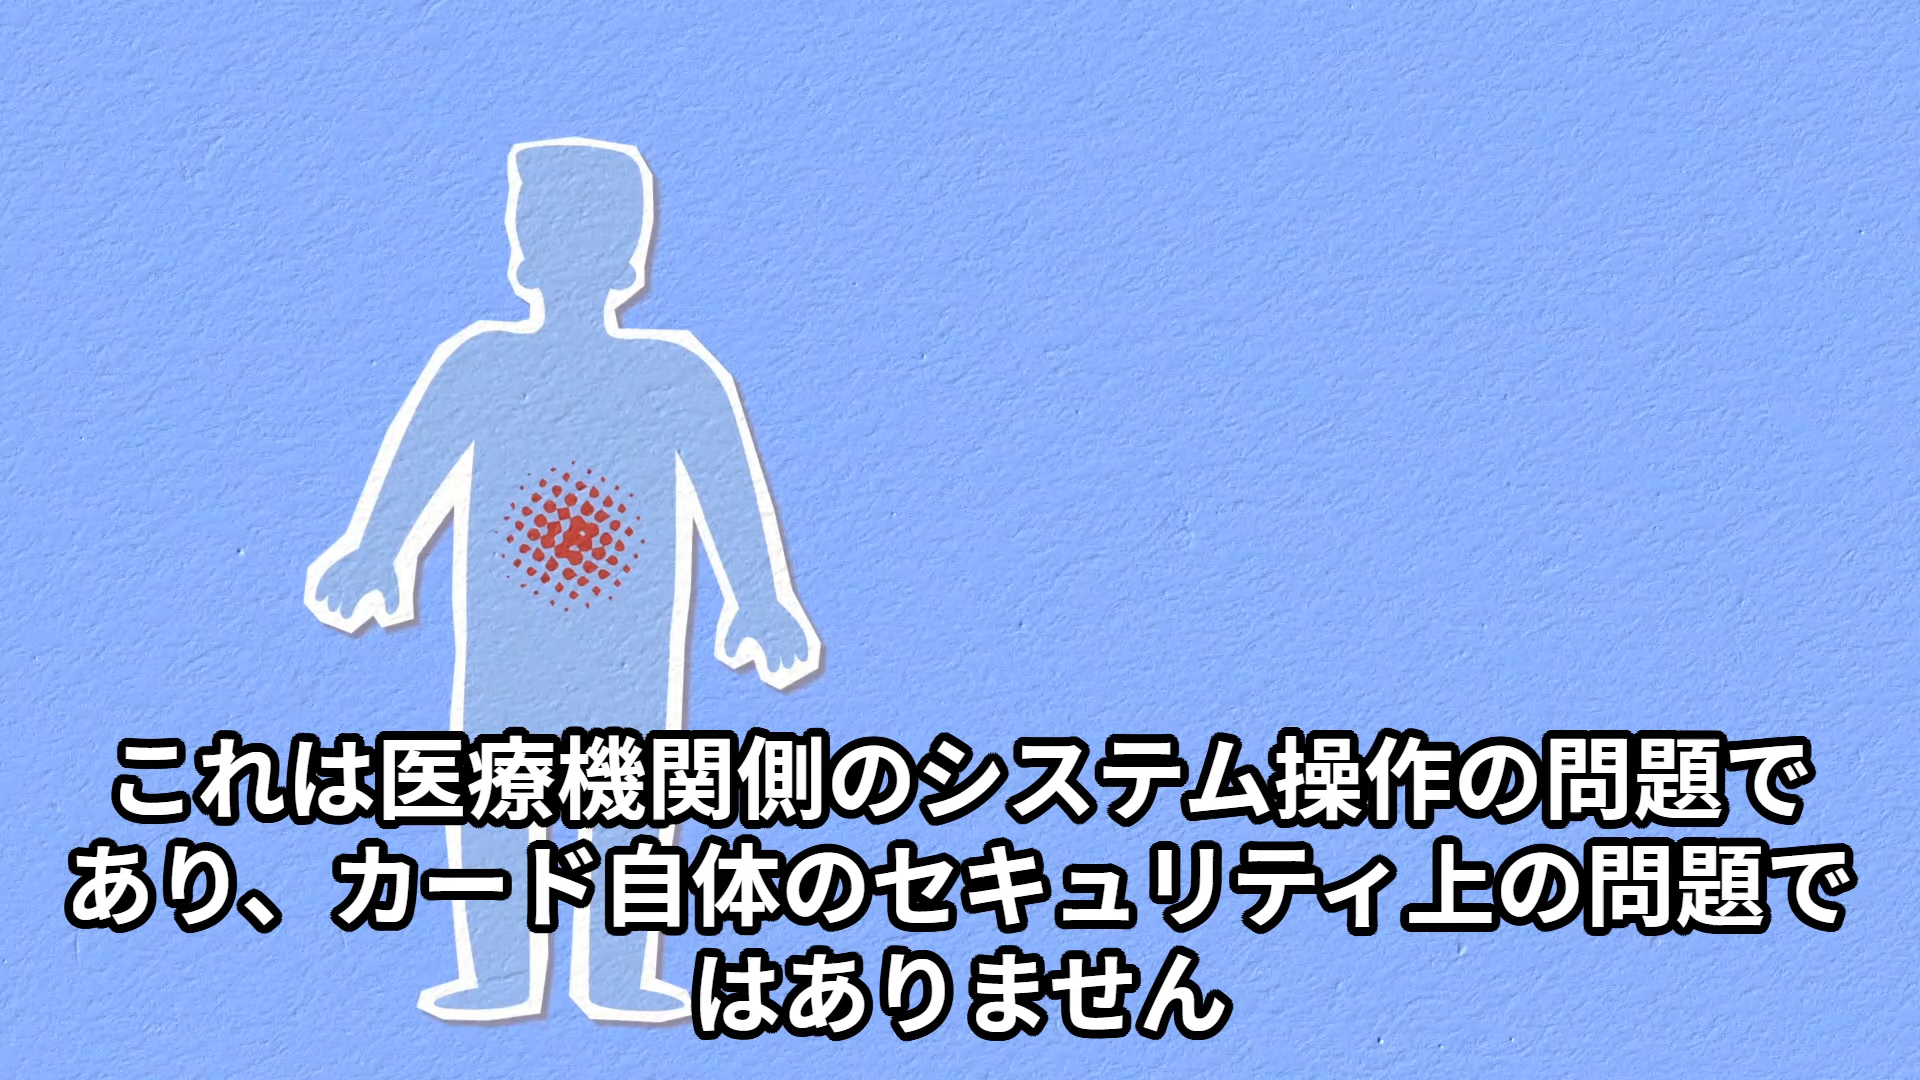 これは医療機関側のシステム操作の問題で
あり、カード自体のセキュリティ上の問題で
はありません